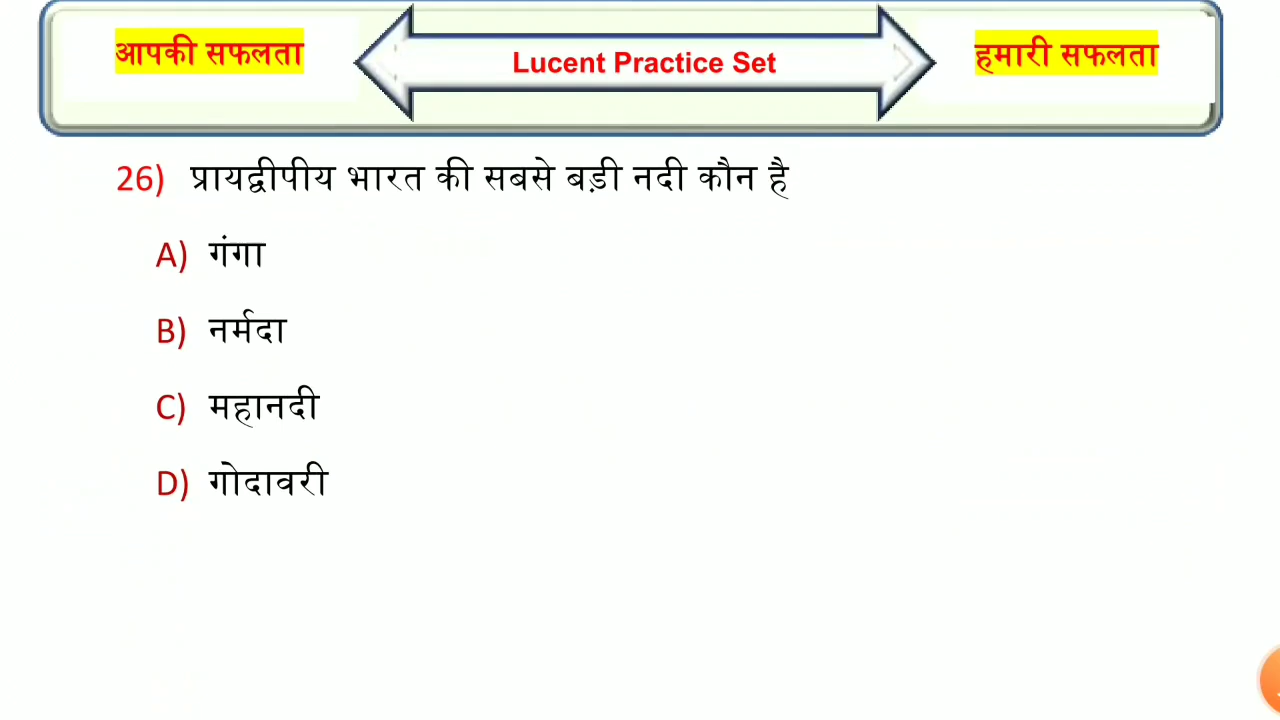 आपकी सफलता
Lucent Practice Set
हमारी सफलता
26) प्रायद्वीपीय भारत की सबसे बड़ी नदी कौन है
A) गंगा
B) नर्मदा
C) महानदी
D) गोदावरी